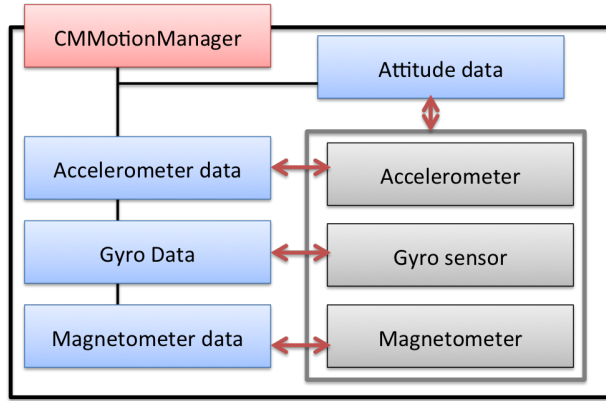 CMMotionManager
Attitude data
Accelerometer data
Accelerometer
Gyro Data
Gyro sensor
Magnetometer data
Magnetometer